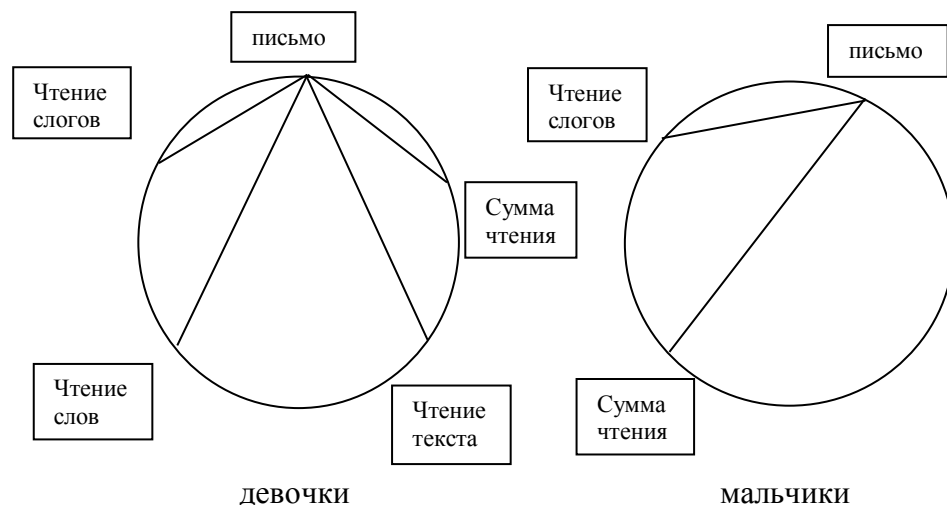 письмо
Чтение
слогов
Сумма
чтения
Чтение
слов
Чтение
текста
девочки
письмо
Чтение
слогов
Сумма
чтения
мальчики